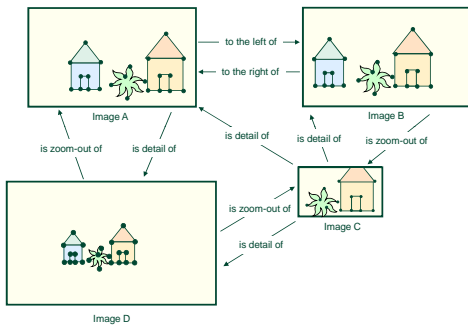 to the left of
to the right of
Image A
Image B
is detail of
is detail of
is zoom-out of
is zoom-out of
is detail of
is zoom-out of
is detail of
Image C
Image D